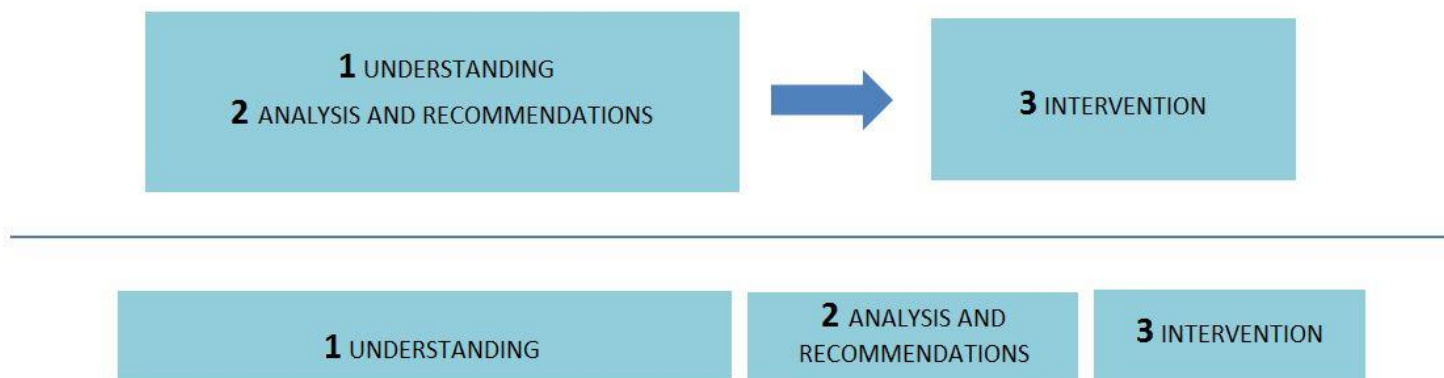 1 UNDERSTANDING
2 ANALYSIS AND RECOMMENDATIONS
3 INTERVENTION
1 UNDERSTANDING
2 ANALYSIS AND
RECOMMENDATIONS
3 INTERVENTION